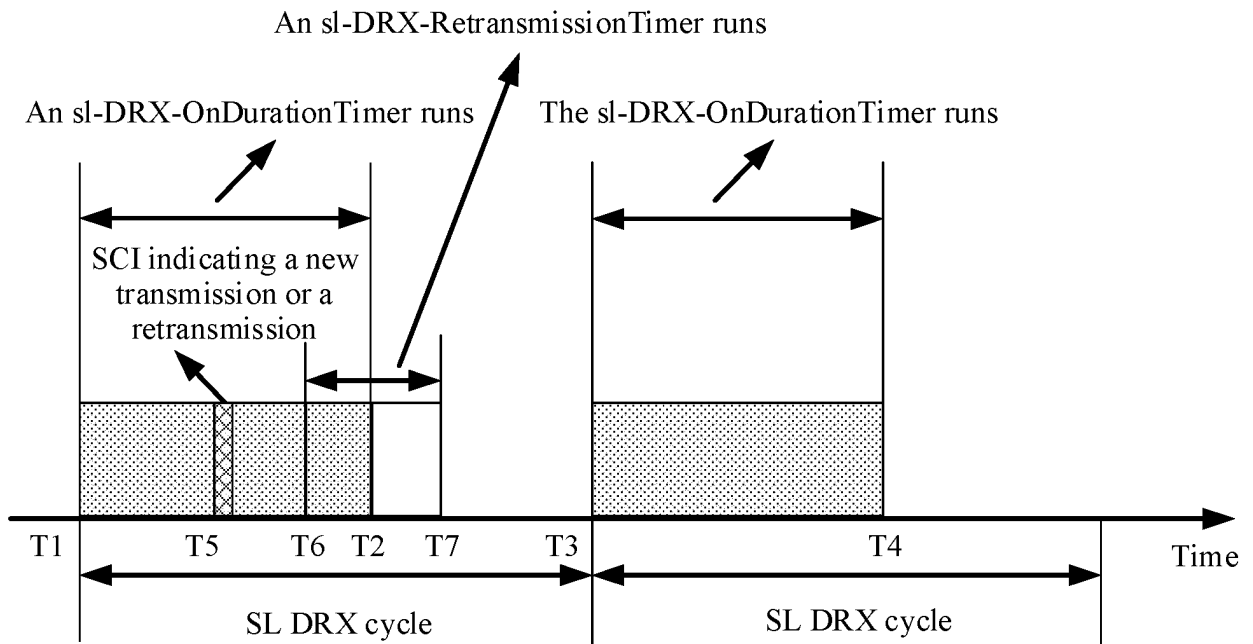 An sl-DRX-RetransmissionTimer runs
An sl-DRX-OnDurationTimer runs
The sl-DRX-OnDurationTimer runs
SCI indicating a new
transmission or a
retransmission
T1
T5
T6
T2
T7
T3
T4
Time
SL DRX cycle
SL DRX cycle